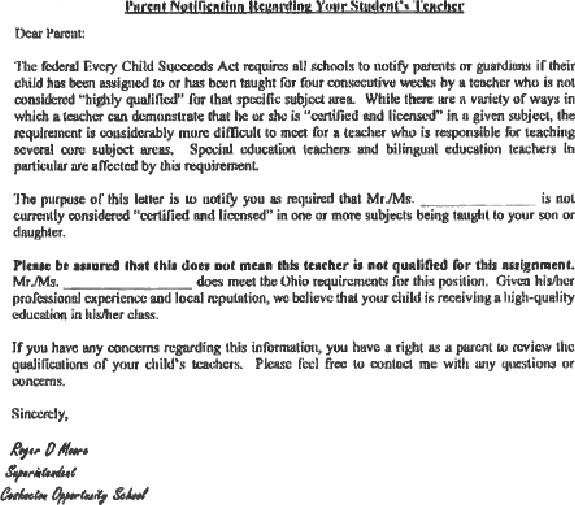 Parent Notification Regarding Your Student's Teacher
Dear Parent:
The federal Every Child Succeeds Act requires all schools to notify parents or guardians if their
child has been assigned to or has been taught for four consecutive weeks by a teacher who is not
considered "highly qualified" for that specific subject area. While there are a variety of ways in
which a teacher can demonstrate that he or she is "certified and licensed" in a given subject, the
requirement is considerably more difficult to meet for a teacher who is responsible for teaching
several core subject areas. Special education teachers and bilingual education teachers in
particular are affected by this requirement.
The purpose of this letter is to notify you as required that Mr./Ms. _______________ is not
currently considered "certified and licensed" in one or more subjects being taught to your son or
daughter.
Please be assured that this does not mean this teacher is not qualified for this assignment.
Mr./Ms. _________________ does meet the Ohio requirements for this position. Given his/her
professional experience and local reputation, we believe that your child is receiving a high-quality
education in his/her class.
If you have any concerns regarding this information, you have a right as a parent to review the
qualifications of your child's teachers. Please feel free to contact me with any questions or
concerns.
Sincerely,
Roger D Moore
Superintendent
Coshocton Opportunity School